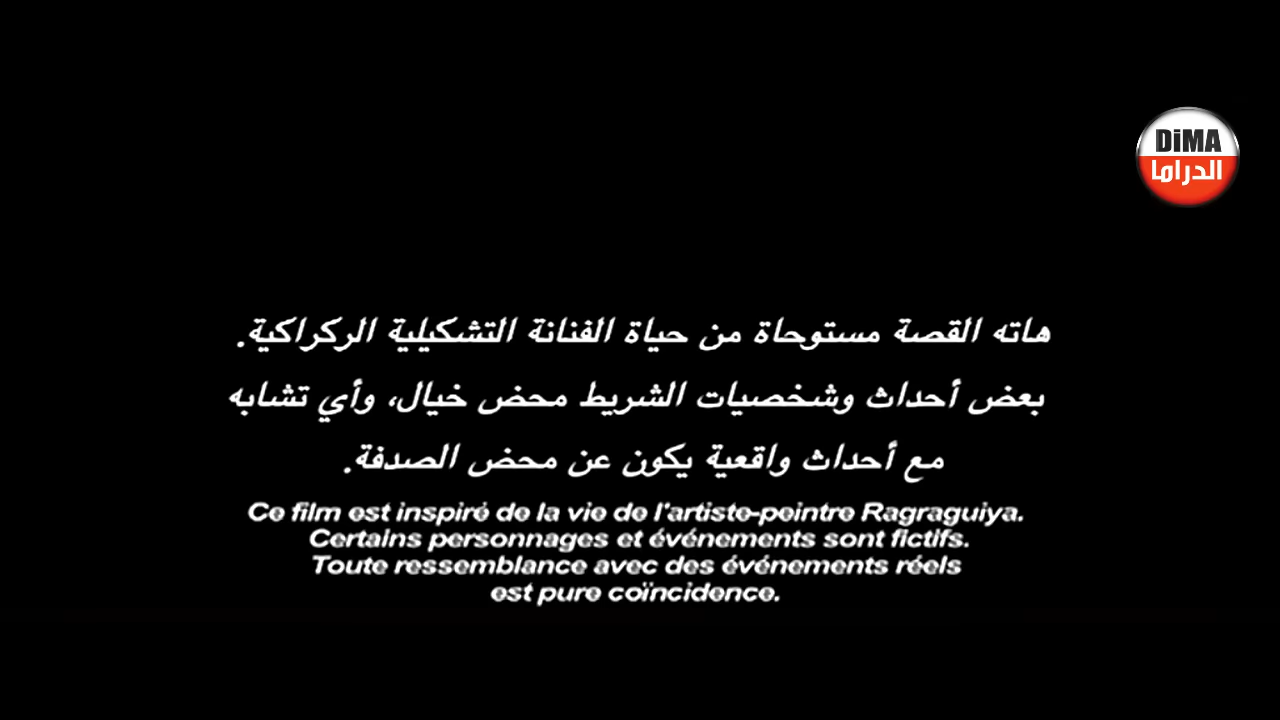 DiMA
الدراما
هاته القصة مستوحاة من حياة الفنانة التشكيلية الركراكية.
بعض أحداث وشخصيات الشريط محض خيال، وأي تشابه
مع أحداث واقعية يكون عن محض الصدفة.
Ce film est inspiré de la vie de l'artiste-peintre Ragraguiya.
Certains personnages et événements sont fictifs.
Toute ressemblance avec des événements réels
est pure coïncidence.